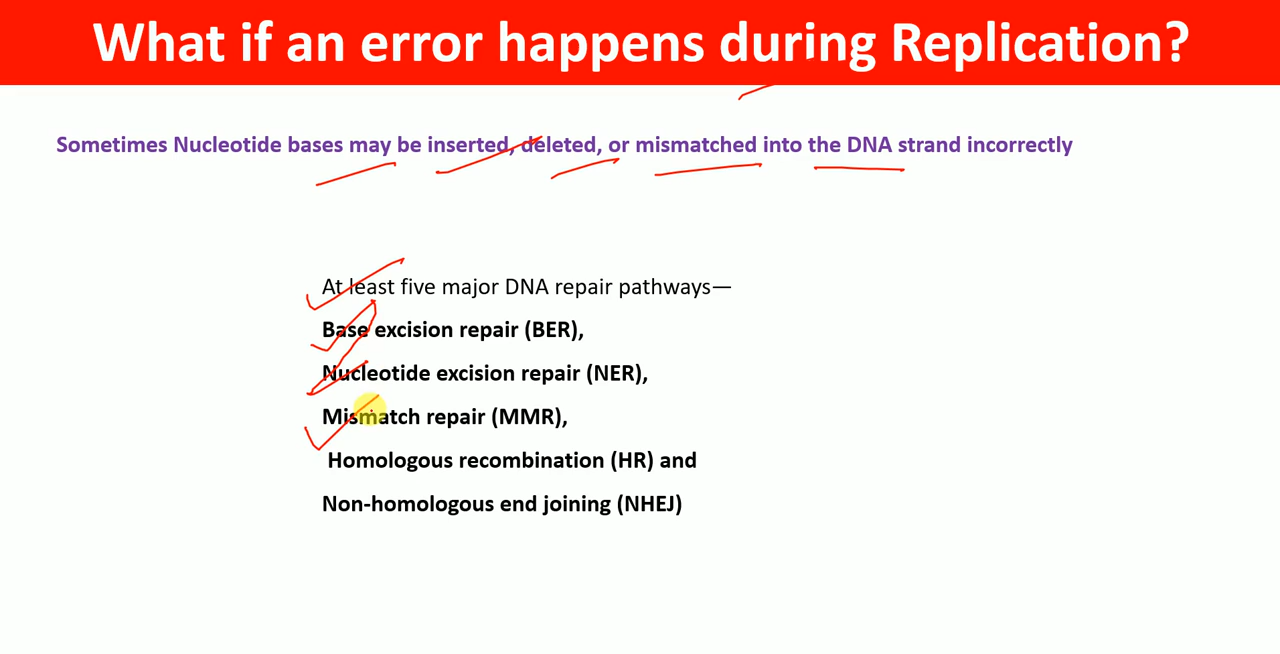 What if an error happens during Replication?
Sometimes Nucleotide bases may be inserted, deleted, or mismatched into the DNA strand incorrectly
At least five major DNA repair pathways—
Base excision repair (BER),
Nucleotide excision repair (NER),
Mismatch repair (MMR),
Homologous recombination (HR) and
Non-homologous end joining (NHEJ)